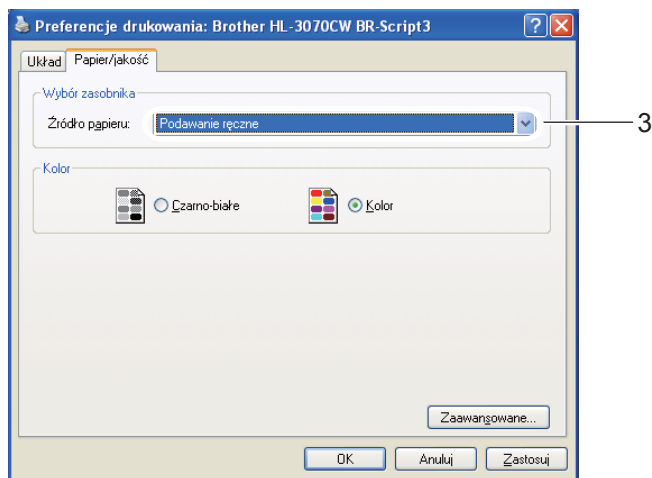 Preferencje drukowania: Brother HL-3070CW BR-Script3
Układ Papier/jakość
Wybór zasobnika
Źródło papieru: Podawanie ręczne 3
Kolor
Czarno-białe Kolor
Zaawansowane...
OK Anuluj Zastosuj